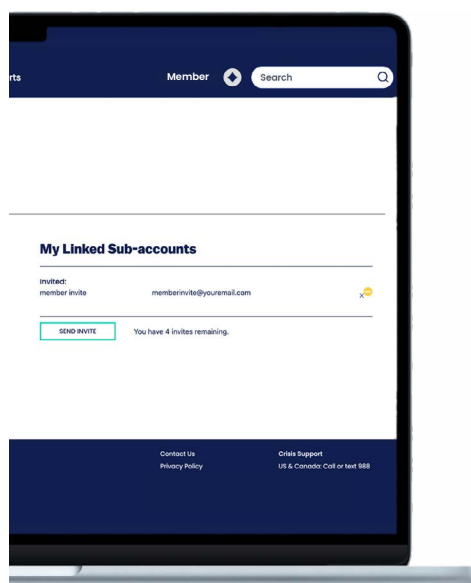 rts
Member
Search
My Linked Sub-accounts
Invited:
member invite memberinvite@youremail.com x
SEND INVITE You have 4 invites remaining.
Contact Us Crisis Support
Privacy Policy US & Canada: Call or text 988